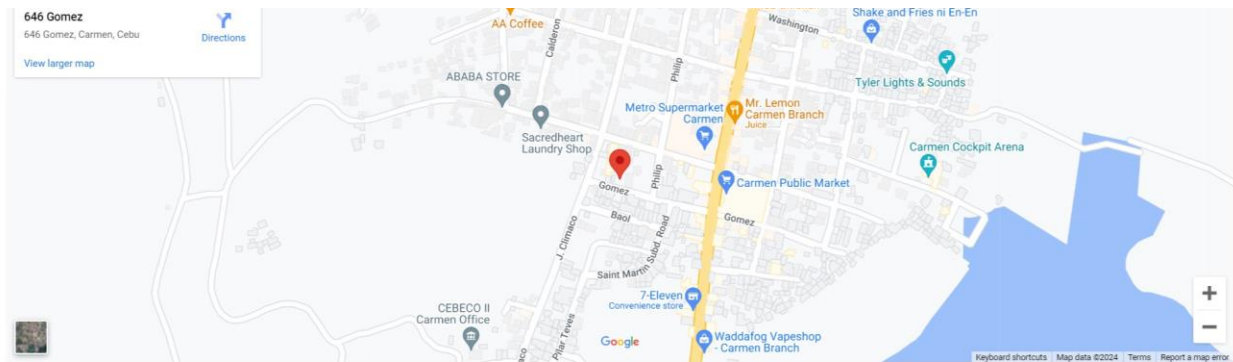 646 Gomez
646 Gomez, Carmen, Cebu
Directions
View larger map
AA Coffee
Calderon
Washington
Shake and Fries ni En-En
Tyler Lights & Sounds
ABABA STORE
Philip
Metro Supermarket
Carmen
Mr. Lemon
Carmen Branch
Juice
Sacredheart
Laundry Shop
Carmen Cockpit Arena
Gomez
Philip
Carmen Public Market
Baol
Gomez
J. Climaco
Saint Martin Subd. Road
7-Eleven
Convenience store
CEBECO II
Carmen Office
Pilar Teves
J. Climaco
Google
Waddafog Vapeshop
- Carmen Branch
Keyboard shortcuts
Map data ©2024
Terms
Report a map error